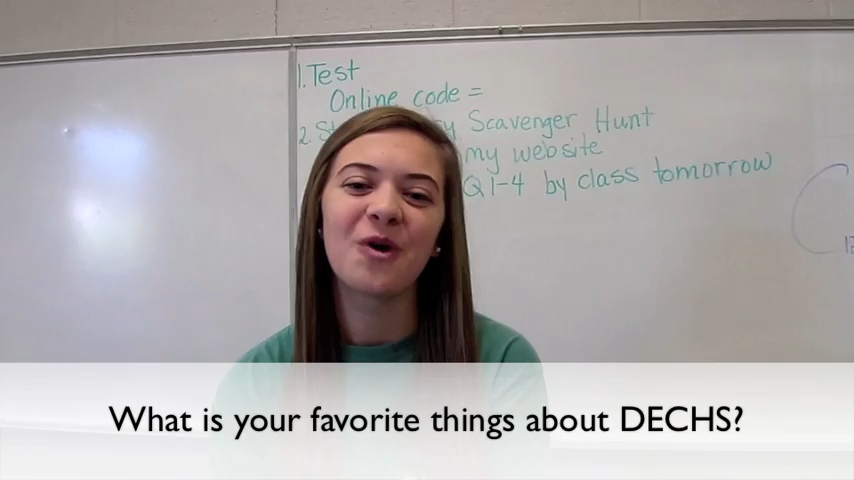 1. Test
Online code =
2. Scavenger Hunt
my website
Q1-4 by class tomorrow
C
What is your favorite things about DECHS?